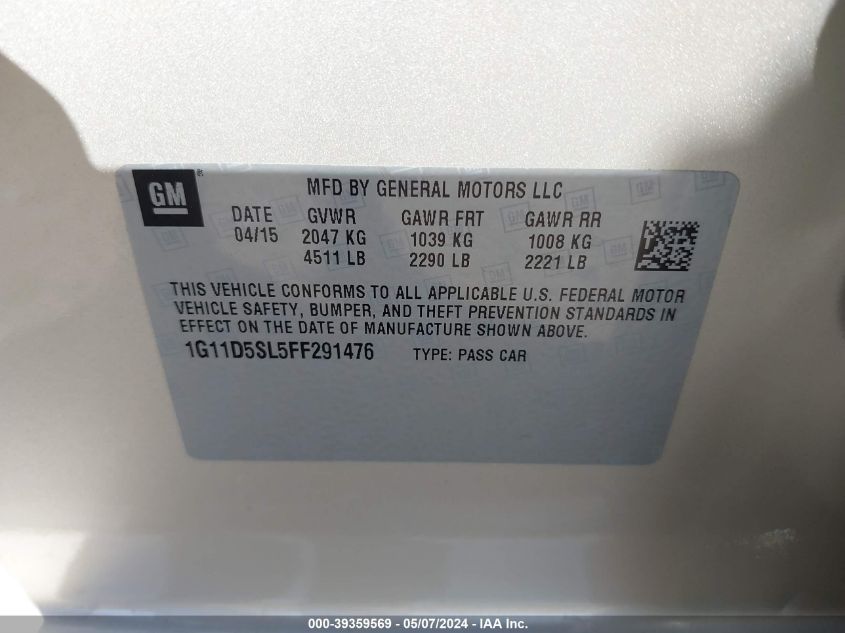 GM®
MFD BY GENERAL MOTORS LLC
DATE GVWR GAWR FRT GAWR RR
04/15 2047 KG 1039 KG 1008 KG
4511 LB 2290 LB 2221 LB
THIS VEHICLE CONFORMS TO ALL APPLICABLE U.S. FEDERAL MOTOR
VEHICLE SAFETY, BUMPER, AND THEFT PREVENTION STANDARDS IN
EFFECT ON THE DATE OF MANUFACTURE SHOWN ABOVE.
1G11D5SL5FF291476 TYPE: PASS CAR
000-39359569 - 05/07/2024 - IAA Inc.